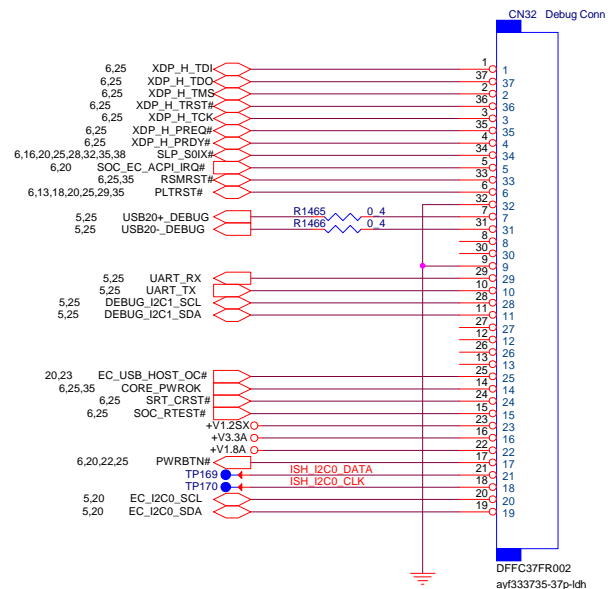 CN32 Debug Conn
6,25 XDP_H_TDI 1 1
6,25 XDP_H_TDO 37 37
6,25 XDP_H_TMS 2 2
6,25 XDP_H_TRST# 36 36
6,25 XDP_H_TCK 3 3
6,25 XDP_H_PREQ# 35 35
6,25 XDP_H_PRDY# 4 4
6,16,20,25,28,32,35,38 SLP_S0IX# 34 34
6,20 SOC_EC_ACPI_IRQ# 5 5
6,25,35 RSMRST# 33 33
6,13,18,20,25,29,35 PLTRST# 6 6
32 32
5,25 USB20+_DEBUG R1465 0_4 7 7
5,25 USB20-_DEBUG R1466 0_4 31 31
8 8
30 30
9 9
5,25 UART_RX 29 29
5,25 UART_TX 10 10
5,25 DEBUG_I2C1_SCL 28 28
5,25 DEBUG_I2C1_SDA 11 11
27 27
12 12
26 26
13 13
20,23 EC_USB_HOST_OC# 25 25
6,25,35 CORE_PWROK 14 14
6,25 SRT_CRST# 24 24
6,25 SOC_RTEST# 15 15
+V1.2SX 23 23
+V3.3A 16 16
+V1.8A 22 22
6,20,22,25 PWRBTN# 17 17
TP169 ISH_I2C0_DATA 21 21
TP170 ISH_I2C0_CLK 18 18
5,20 EC_I2C0_SCL 20 20
5,20 EC_I2C0_SDA 19 19
DFFC37FR002
ayf333735-37p-ldh